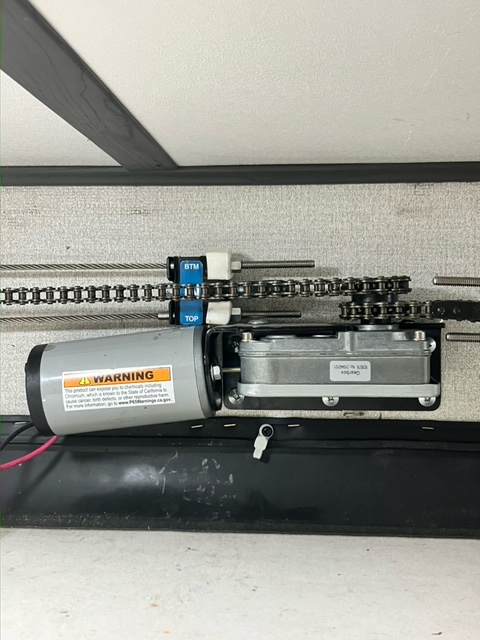 BTM
TOP
WARNING
This product can expose you to chemicals including
Chromium, which is known to the State of California to
cause cancer, birth defects, or other reproductive harm.
For more information, go to www.P65Warnings.ca.gov.
Gearbox